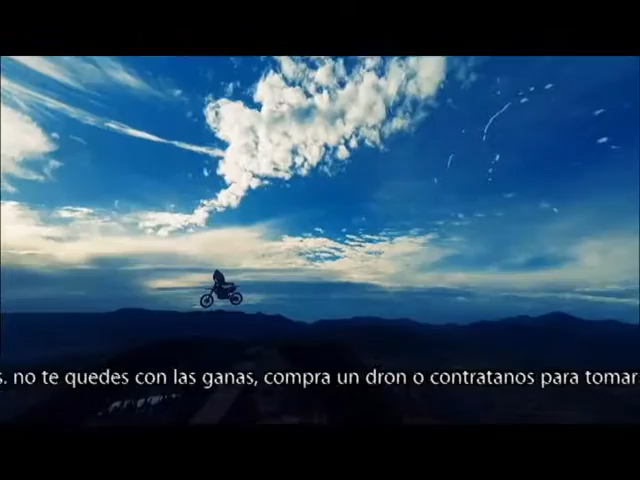 s. no te quedes con las ganas, compra un dron o contratanos para tomar